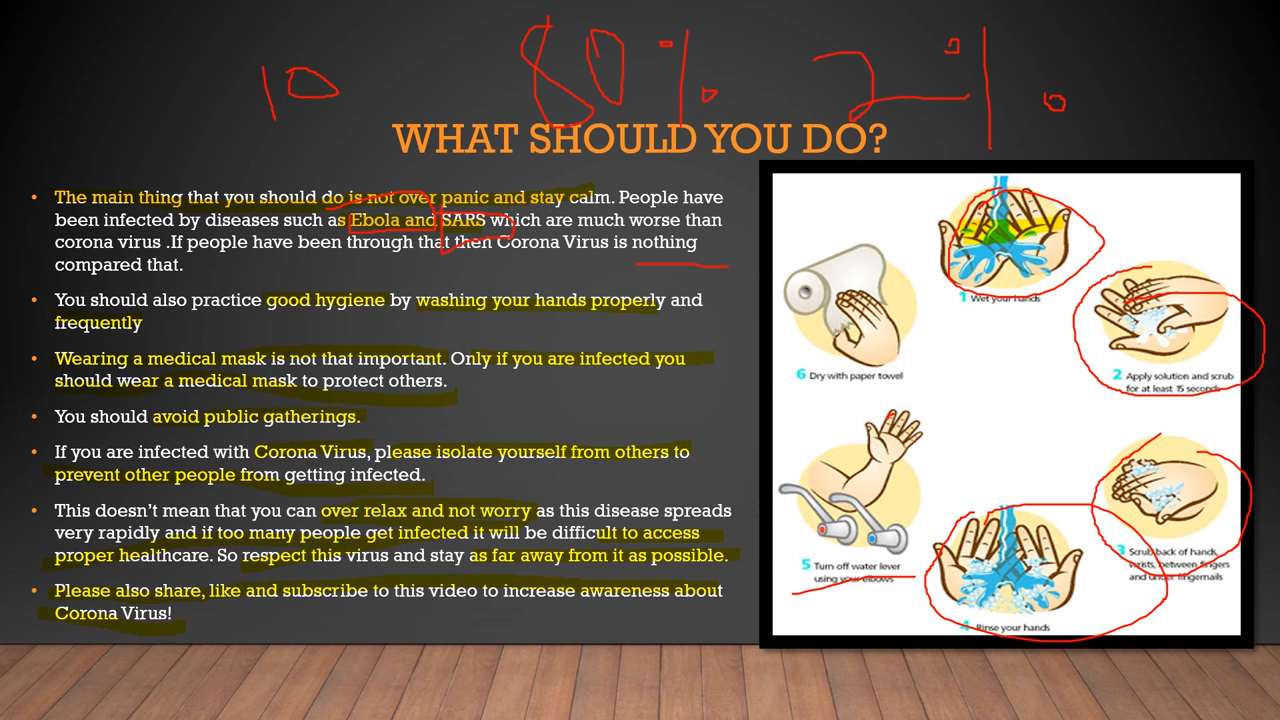 10 80% 2%
WHAT SHOULD YOU DO?
• The main thing that you should do is not over panic and stay calm. People have
been infected by diseases such as Ebola and SARS which are much worse than
corona virus .If people have been through that then Corona Virus is nothing
compared that.
• You should also practice good hygiene by washing your hands properly and
frequently
• Wearing a medical mask is not that important. Only if you are infected you
should wear a medical mask to protect others.
• You should avoid public gatherings.
• If you are infected with Corona Virus, please isolate yourself from others to
prevent other people from getting infected.
• This doesn't mean that you can over relax and not worry as this disease spreads
very rapidly and if too many people get infected it will be difficult to access
proper healthcare. So respect this virus and stay as far away from it as possible.
• Please also share, like and subscribe to this video to increase awareness about
Corona Virus!
1 Wet your hands
2 Apply solution and scrub
for at least 15 seconds
3 Scrub back of hands,
wrists, between fingers
and under fingernails
4 Rinse your hands
5 Turn off water lever
using your elbows
6 Dry with paper towel